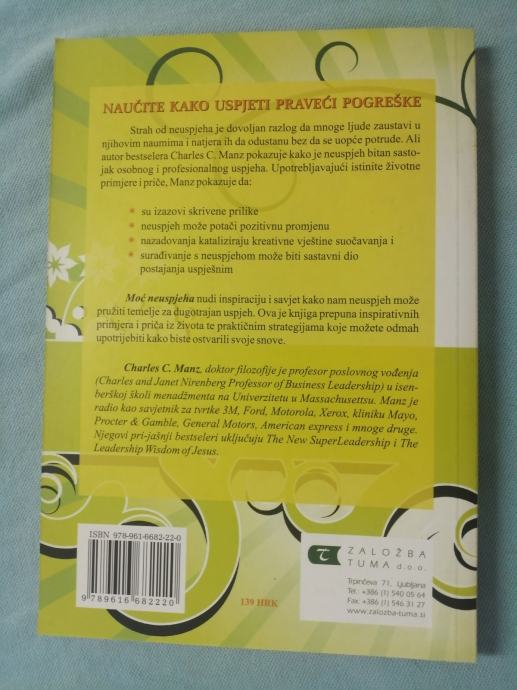 NAUČITE KAKO USPJETI PRAVEĆI POGREŠKE
Strah od neuspjeha je dovoljan razlog da mnoge ljude zaustavi u
njihovim naumima i natjera ih da odustanu bez da se uopće potrude. Ali
autor bestselera Charles C. Manz pokazuje kako je neuspjeh bitan sasto-
jak osobnog i profesionalnog uspjeha. Upotrebljavajući istinite životne
primjere i priče, Manz pokazuje da:
* su izazovi skrivene prilike
* neuspjeh može potači pozitivnu promjenu
* nazadovanja kataliziraju kreativne vještine suočavanja i
* surađivanje s neuspjehom može biti sastavni dio
postajanja uspješnim
Moć neuspjeha nudi inspiraciju i savjet kako nam neuspjeh može
pružiti temelje za dugotrajan uspjeh. Ova je knjiga prepuna inspirativnih
primjera i priča iz života te praktičnim strategijama koje možete odmah
upotrijebiti kako biste ostvarili svoje snove.
Charles C. Manz, doktor filozofije je profesor poslovnog vođenja
(Charles and Janet Nirenberg Professor of Business Leadership) u isen-
berškoj školi menadžmenta na Univerzitetu u Massachusettsu. Manz je
radio kao savjetnik za tvrtke 3M, Ford, Motorola, Xerox, kliniku Mayo,
Procter & Gamble, General Motors, American express i mnoge druge.
Njegovi pri-jašnji bestseleri uključuju The New SuperLeadership i The
Leadership Wisdom of Jesus.
ISBN 978-961-6682-22-0
9 789616 682220
139 HRK
ZALOŽBA
TUMA d.o.o.
Trpinčeva 71, Ljubljana
Tel.: +386 (1) 540 05 64
Fax: +386 (1) 546 31 27
www.zalozba-tuma.si